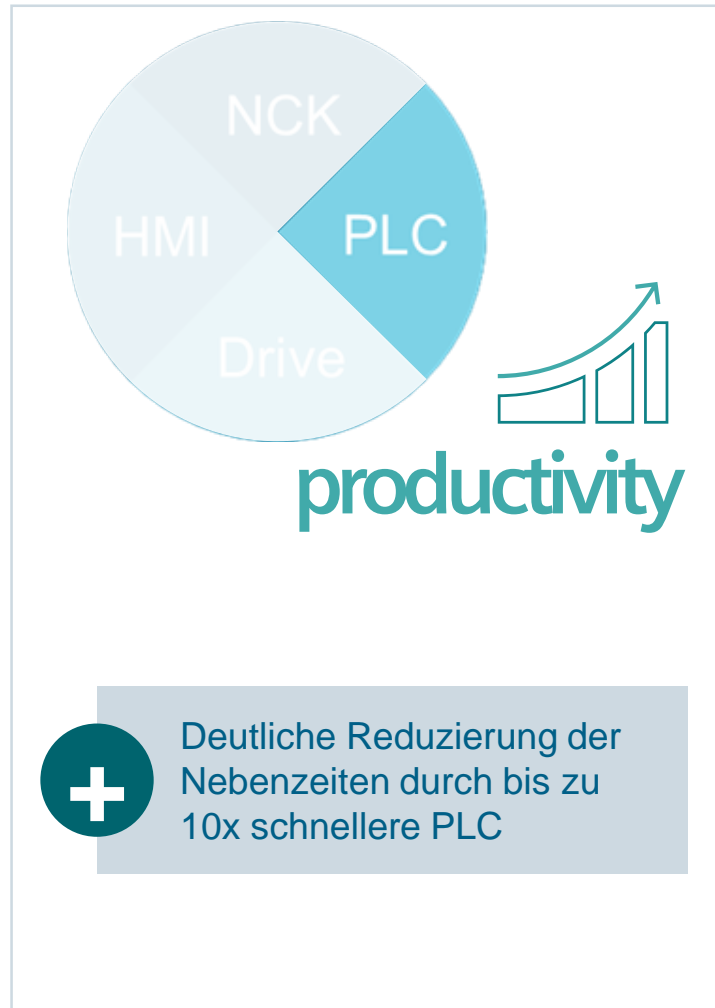 NCK
HMI
PLC
Drive
productivity
Deutliche Reduzierung der
Nebenzeiten durch bis zu
10x schnellere PLC